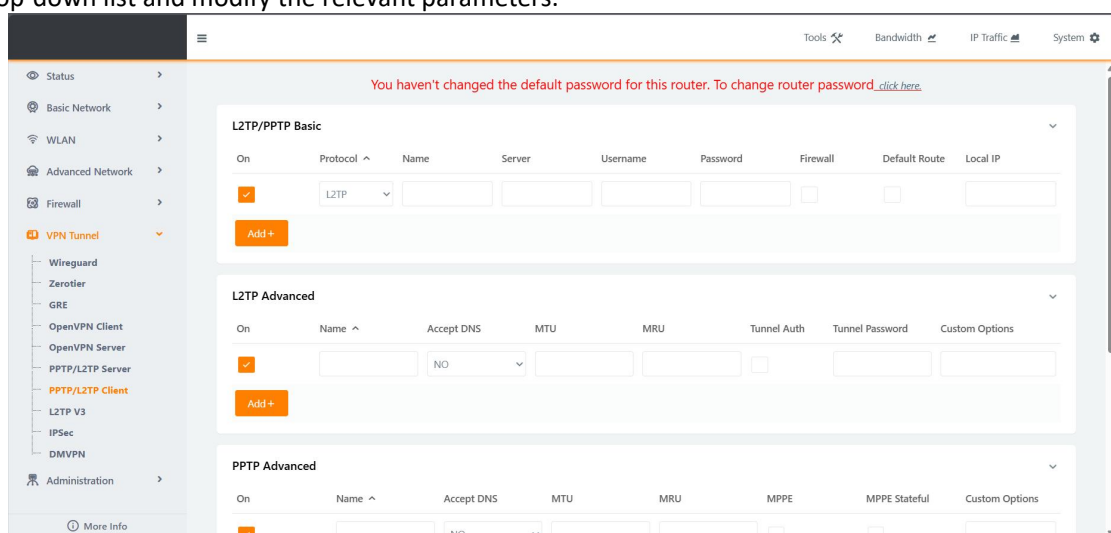 op-down list and modify the relevant parameters.
Tools Bandwidth IP Traffic System
Status
Basic Network
WLAN
Advanced Network
Firewall
VPN Tunnel
Wireguard
Zerotier
GRE
OpenVPN Client
OpenVPN Server
PPTP/L2TP Server
PPTP/L2TP Client
L2TP V3
IPSec
DMVPN
Administration
More Info
You haven't changed the default password for this router. To change router password click here.
L2TP/PPTP Basic
On Protocol Name Server Username Password Firewall Default Route Local IP
L2TP
Add+
L2TP Advanced
On Name Accept DNS MTU MRU Tunnel Auth Tunnel Password Custom Options
NO
Add+
PPTP Advanced
On Name Accept DNS MTU MRU MPPE MPPE Stateful Custom Options
NO